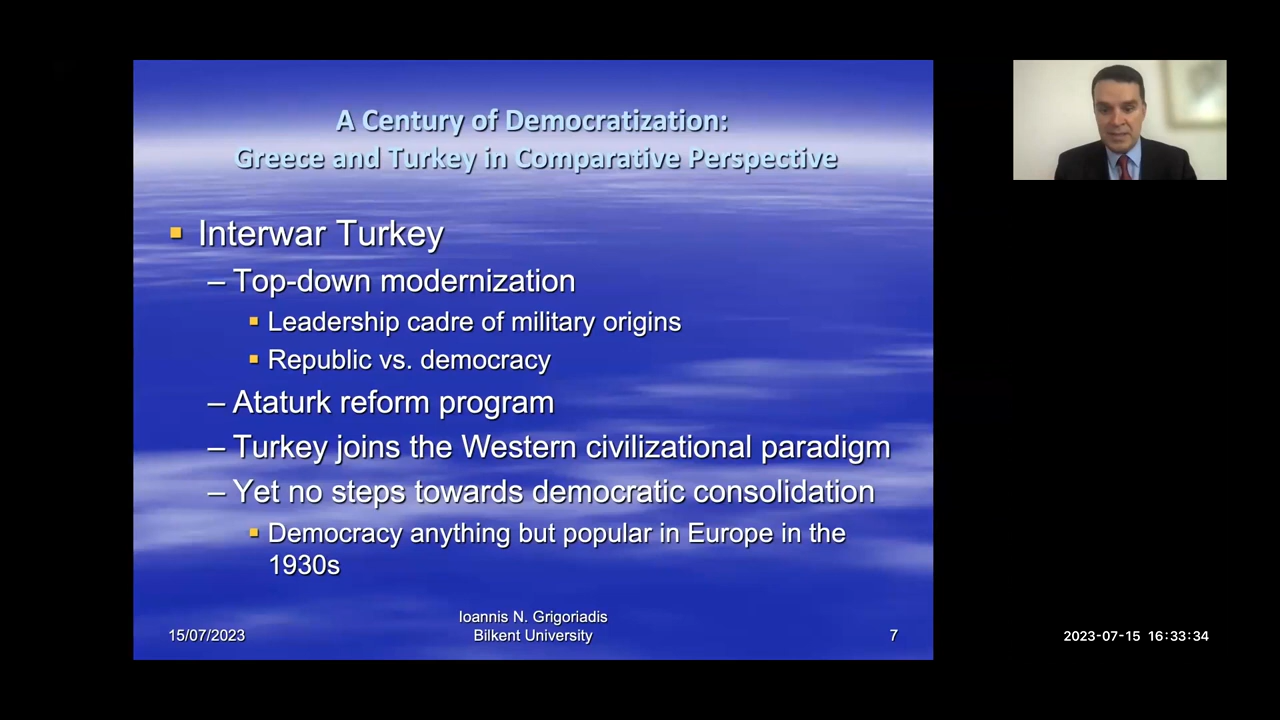 A Century of Democratization:
Greece and Turkey in Comparative Perspective
▪ Interwar Turkey
– Top-down modernization
▪ Leadership cadre of military origins
▪ Republic vs. democracy
– Ataturk reform program
– Turkey joins the Western civilizational paradigm
– Yet no steps towards democratic consolidation
▪ Democracy anything but popular in Europe in the
1930s
15/07/2023
Ioannis N. Grigoriadis
Bilkent University
7
2023-07-15 16:33:34